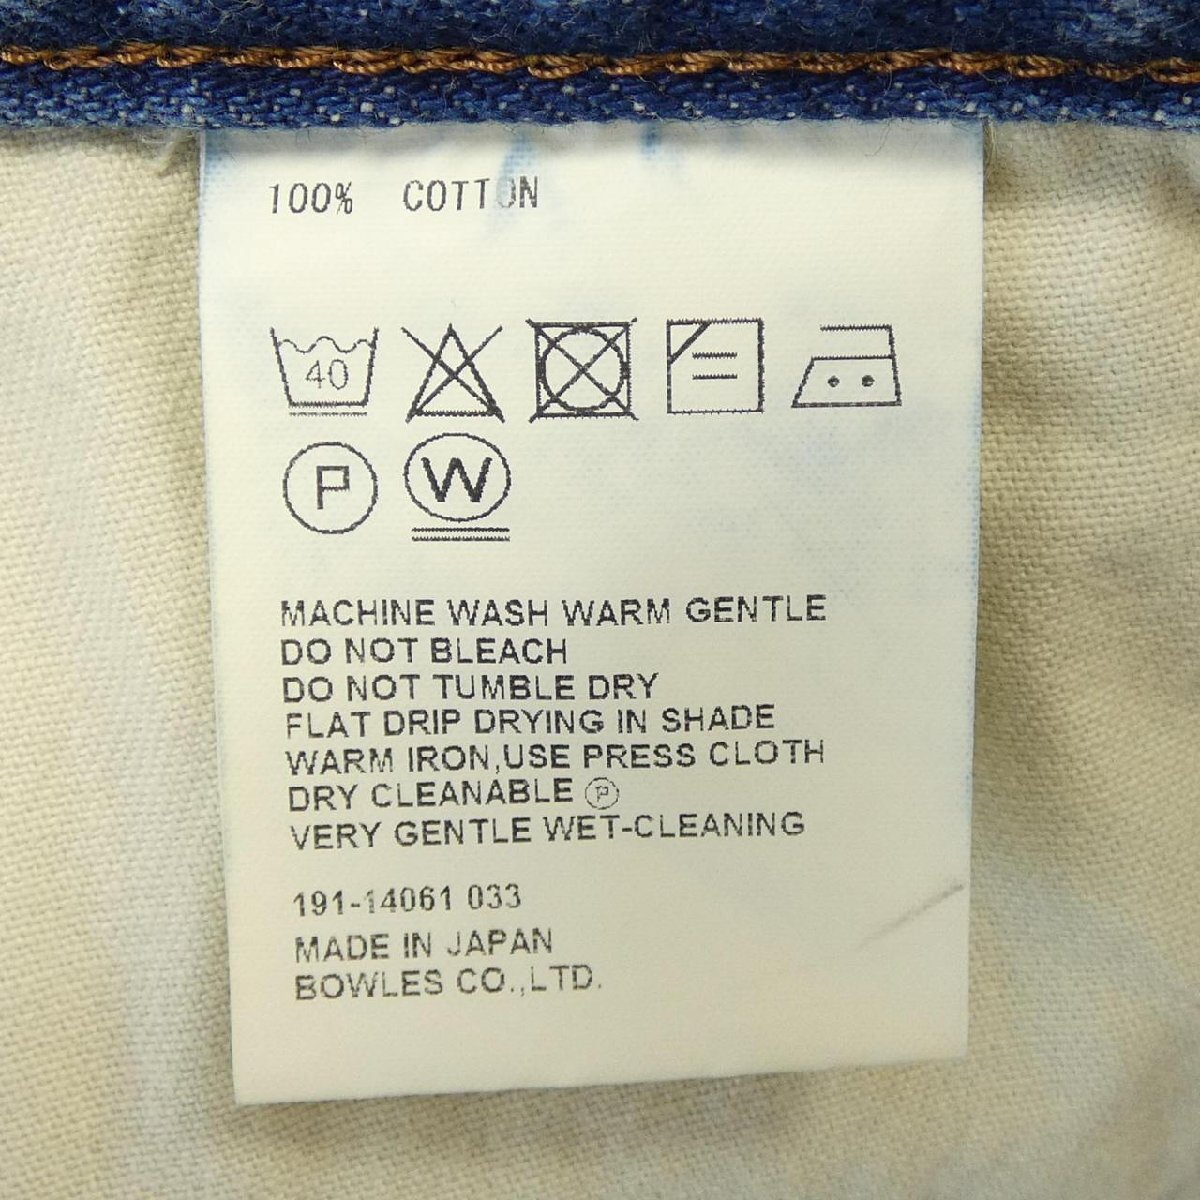 100% COTTON
40
P W
MACHINE WASH WARM GENTLE
DO NOT BLEACH
DO NOT TUMBLE DRY
FLAT DRIP DRYING IN SHADE
WARM IRON,USE PRESS CLOTH
DRY CLEANABLE Ⓟ
VERY GENTLE WET-CLEANING
191-14061 033
MADE IN JAPAN
BOWLES CO.,LTD.